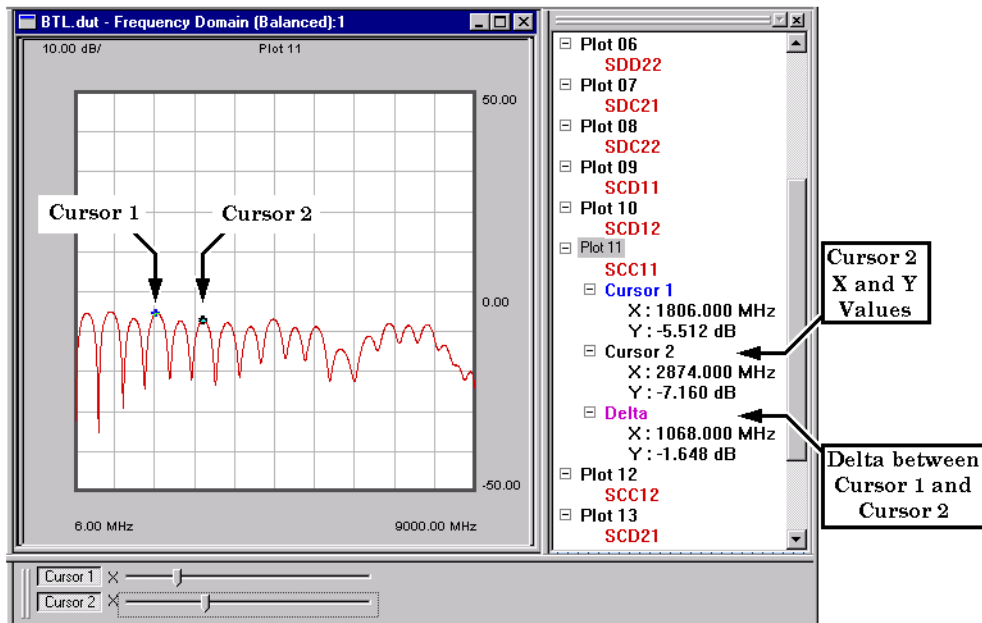 BTL.dut - Frequency Domain (Balanced):1
10.00 dB/
Plot 11
50.00
Cursor 1
Cursor 2
0.00
-50.00
6.00 MHz
9000.00 MHz
Plot 06
SDD22
Plot 07
SDC21
Plot 08
SDC22
Plot 09
SCD11
Plot 10
SCD12
Plot 11
SCC11
Cursor 1
X : 1806.000 MHz
Y : -5.512 dB
Cursor 2
X : 2874.000 MHz
Y : -7.160 dB
Delta
X : 1068.000 MHz
Y : -1.648 dB
Plot 12
SCC12
Plot 13
SCD21
Cursor 2
X and Y
Values
Delta between
Cursor 1 and
Cursor 2
Cursor 1 X
Cursor 2 X